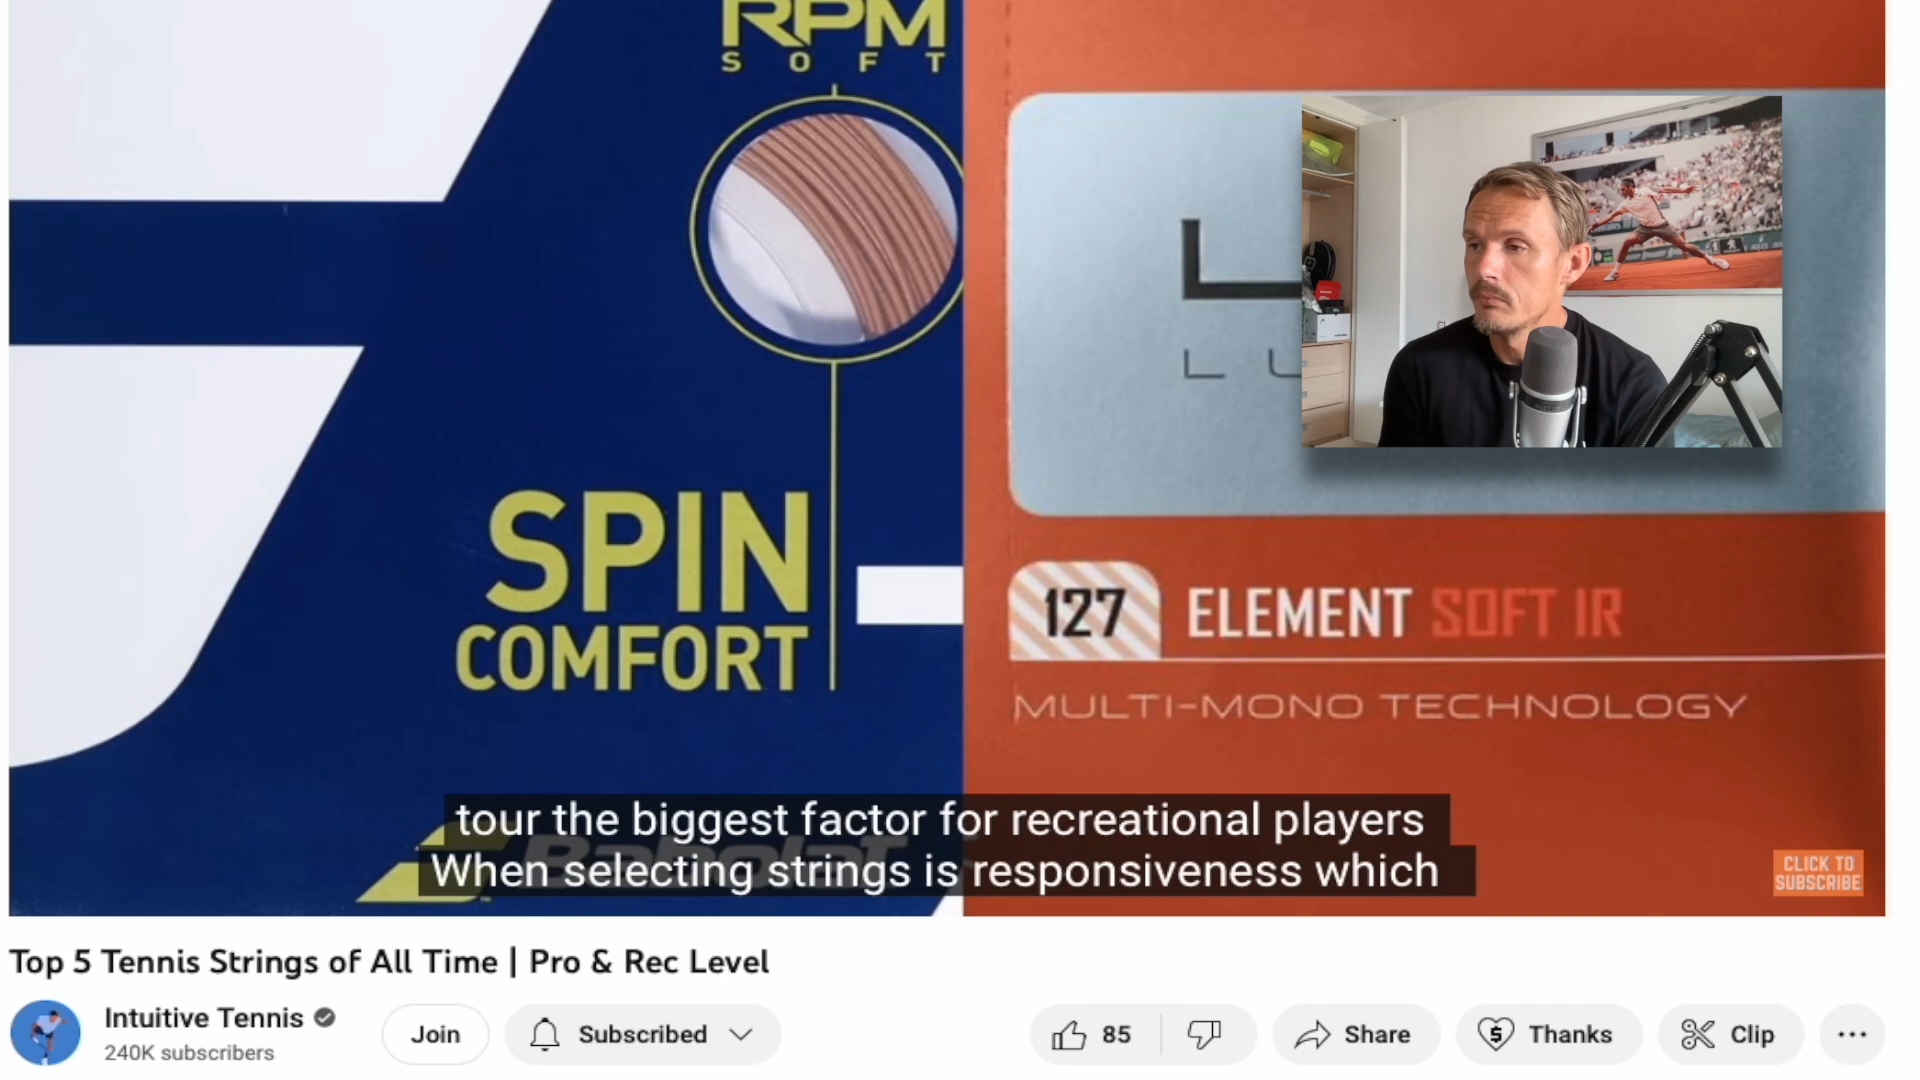 RPM
SOFT
SPIN
COMFORT
127 ELEMENT SOFT IR
MULTI-MONO TECHNOLOGY
Babolat
tour the biggest factor for recreational players
When selecting strings is responsiveness which
CLICK TO
SUBSCRIBE
Top 5 Tennis Strings of All Time | Pro & Rec Level
Intuitive Tennis
240K subscribers
Join
Subscribed
85
Share
Thanks
Clip